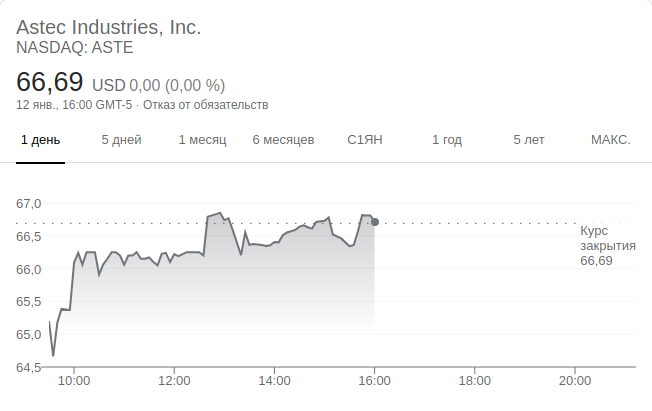 Astec Industries, Inc.
NASDAQ: ASTE
66,69 USD 0,00 (0,00 %)
12 янв., 16:00 GMT-5 · Отказ от обязательств
1 день 5 дней 1 месяц 6 месяцев С1ЯН 1 год 5 лет МАКС.
67,0
66,5
66,0
65,5
65,0
64,5
Курс
закрытия
66,69
10:00 12:00 14:00 16:00 18:00 20:00